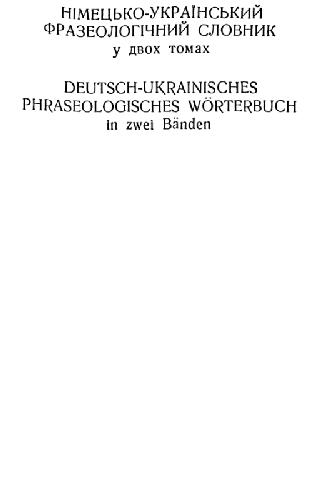 НІМЕЦЬКО-УКРАЇНСЬКИЙ
ФРАЗЕОЛОГІЧНИЙ СЛОВНИК
у двох томах
DEUTSCH-UKRAINISCHES
PHRASEOLOGISCHES WÖRTERBUCH
in zwei Bänden